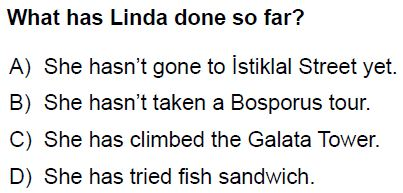 What has Linda done so far?
A) She hasn’t gone to İstiklal Street yet.
B) She hasn’t taken a Bosporus tour.
C) She has climbed the Galata Tower.
D) She has tried fish sandwich.